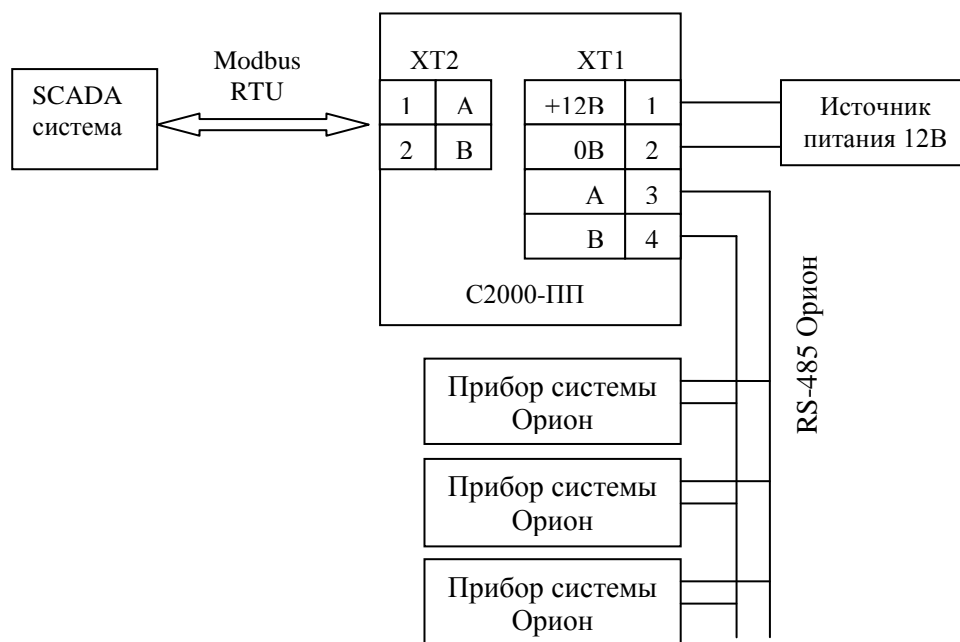 SCADA
система
Modbus
RTU
XT2
1 A
2 B
XT1
+12В 1
0В 2
A 3
B 4
С2000-ПП
Источник
питания 12В
RS-485 Орион
Прибор системы
Орион
Прибор системы
Орион
Прибор системы
Орион